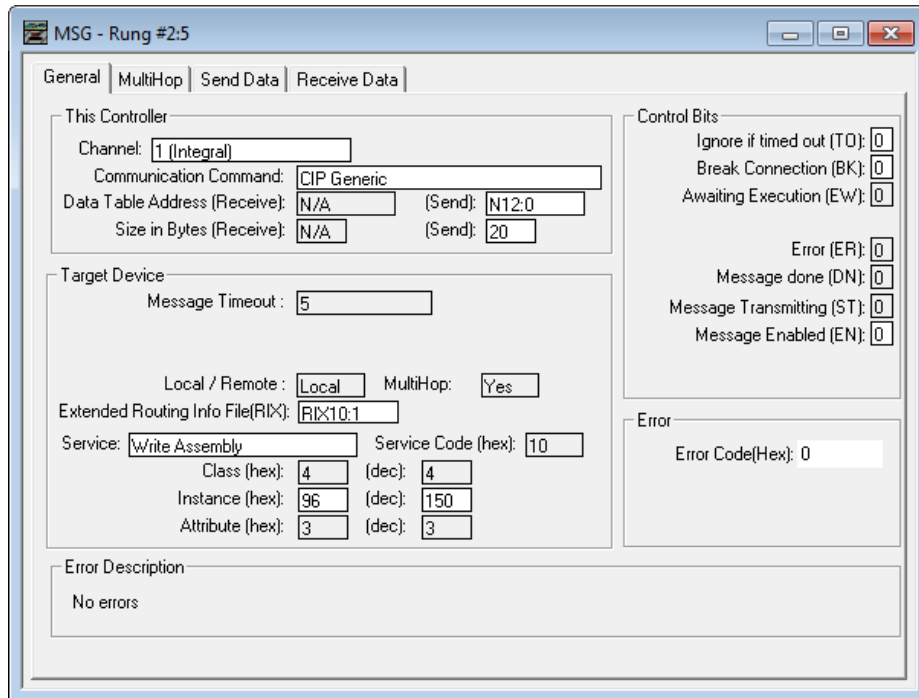 MSG - Rung #2:5
General MultiHop Send Data Receive Data
This Controller
Channel: 1 (Integral)
Communication Command: CIP Generic
Data Table Address (Receive): N/A (Send): N12:0
Size in Bytes (Receive): N/A (Send): 20
Target Device
Message Timeout : 5
Local / Remote : Local MultiHop: Yes
Extended Routing Info File(RIX): RIX10:1
Service: Write Assembly Service Code (hex): 10
Class (hex): 4 (dec): 4
Instance (hex): 96 (dec): 150
Attribute (hex): 3 (dec): 3
Control Bits
Ignore if timed out (TO): 0
Break Connection (BK): 0
Awaiting Execution (EW): 0
Error (ER): 0
Message done (DN): 0
Message Transmitting (ST): 0
Message Enabled (EN): 0
Error
Error Code(Hex): 0
Error Description
No errors